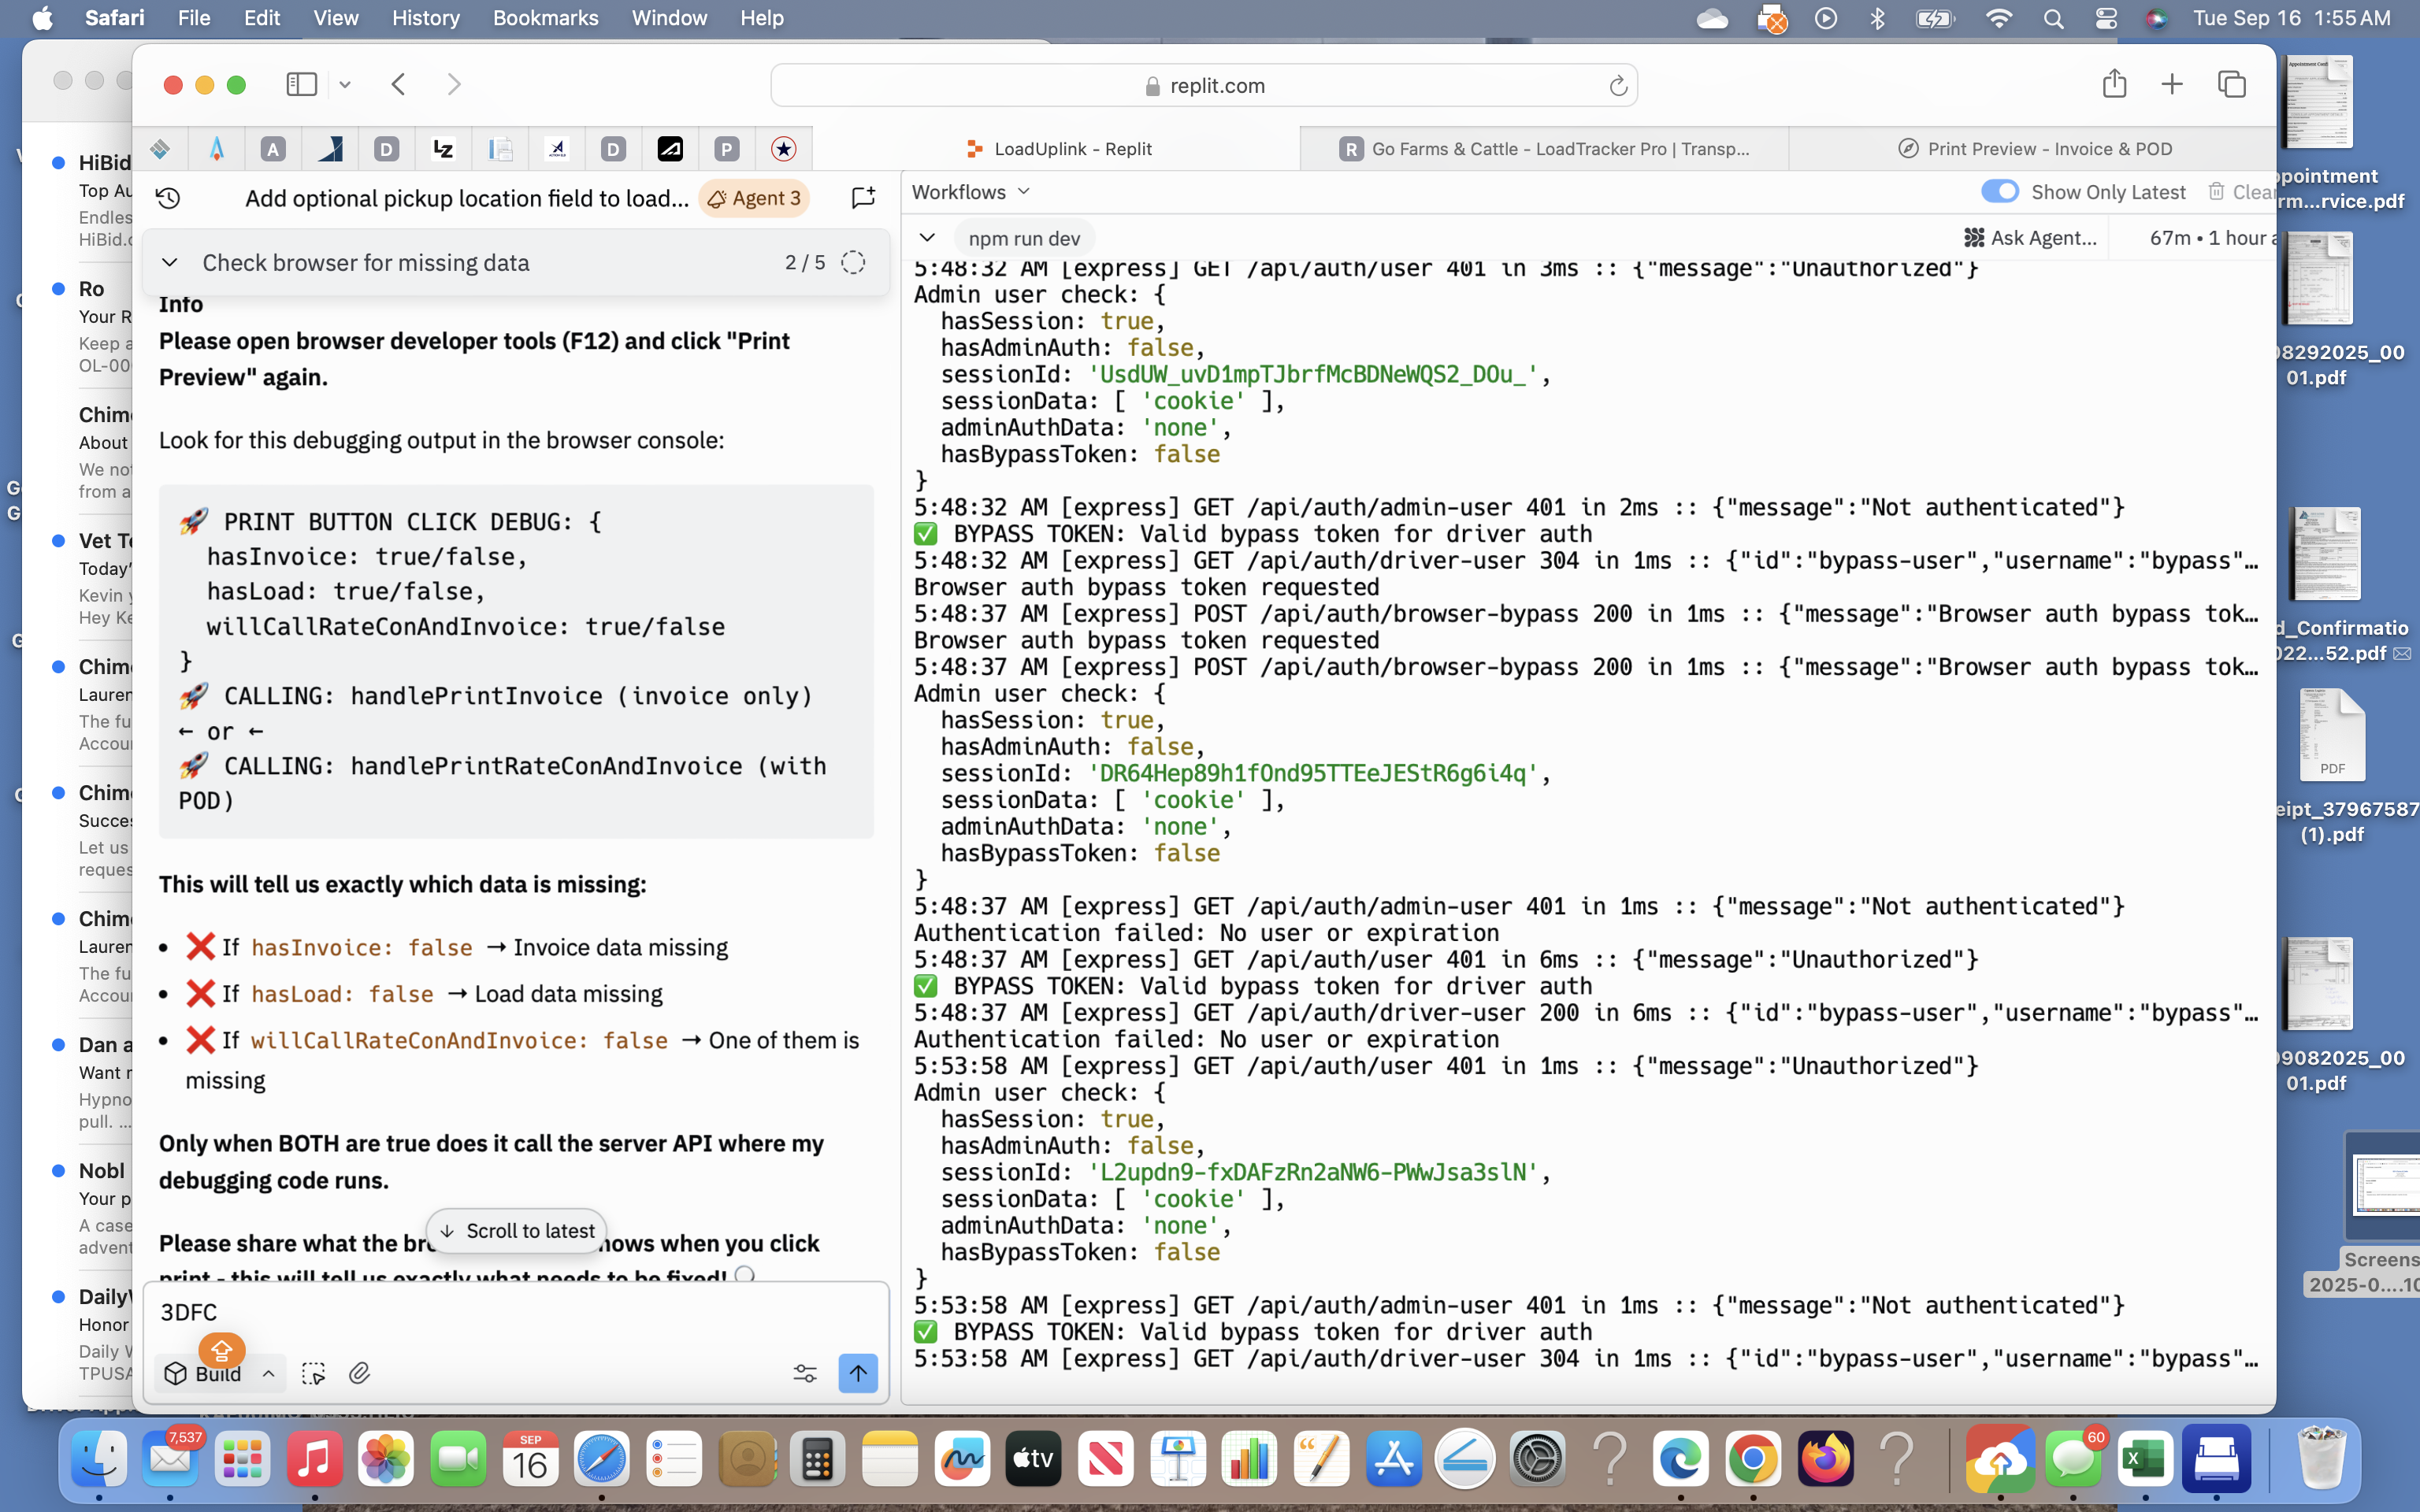 Safari File Edit View History Bookmarks Window Help Tue Sep 16 1:55 AM
replit.com
A D LZ D P
LoadUplink - Replit
R Go Farms & Cattle - LoadTracker Pro | Transp...
Print Preview - Invoice & POD
HiBid
Top Au
Endles
HiBid.c
Ro
Your R
Keep a
OL-00
Chime
About
We not
from a
Vet Te
Today'
Kevin y
Hey Ke
Chime
Lauren
The fu
Accour
Chime
Succes
Let us
reques
Chime
Lauren
The fu
Accour
Dan a
Want r
Hypno
pull. ...
Nobl
Your p
A case
advent
DailyW
Honor
Daily W
TPUSA
Add optional pickup location field to load... Agent 3
Check browser for missing data 2 / 5
Info
Please open browser developer tools (F12) and click "Print
Preview" again.
Look for this debugging output in the browser console:
🚀 PRINT BUTTON CLICK DEBUG: {
hasInvoice: true/false,
hasLoad: true/false,
willCallRateConAndInvoice: true/false
}
🚀 CALLING: handlePrintInvoice (invoice only)
← or ←
🚀 CALLING: handlePrintRateConAndInvoice (with
POD)
This will tell us exactly which data is missing:
• ❌ If hasInvoice: false → Invoice data missing
• ❌ If hasLoad: false → Load data missing
• ❌ If willCallRateConAndInvoice: false → One of them is
missing
Only when BOTH are true does it call the server API where my
debugging code runs.
↓ Scroll to latest
Please share what the bro hows when you click
print - this will tell us exactly what needs to be fixed!
3DFC
Build
Workflows
Show Only Latest Clear
npm run dev
Ask Agent... 67m • 1 hour a
5:48:32 AM [express] GET /api/auth/user 401 in 3ms :: {"message":"Unauthorized"}
Admin user check: {
hasSession: true,
hasAdminAuth: false,
sessionId: 'UsdUW_uvD1mpTJbrfMcBDNeWQS2_DOu_',
sessionData: [ 'cookie' ],
adminAuthData: 'none',
hasBypassToken: false
}
5:48:32 AM [express] GET /api/auth/admin-user 401 in 2ms :: {"message":"Not authenticated"}
✅ BYPASS TOKEN: Valid bypass token for driver auth
5:48:32 AM [express] GET /api/auth/driver-user 304 in 1ms :: {"id":"bypass-user","username":"bypass"…
Browser auth bypass token requested
5:48:37 AM [express] POST /api/auth/browser-bypass 200 in 1ms :: {"message":"Browser auth bypass tok…
Browser auth bypass token requested
5:48:37 AM [express] POST /api/auth/browser-bypass 200 in 1ms :: {"message":"Browser auth bypass tok…
Admin user check: {
hasSession: true,
hasAdminAuth: false,
sessionId: 'DR64Hep89h1fOnd95TTEeJEStR6g6i4q',
sessionData: [ 'cookie' ],
adminAuthData: 'none',
hasBypassToken: false
}
5:48:37 AM [express] GET /api/auth/admin-user 401 in 1ms :: {"message":"Not authenticated"}
Authentication failed: No user or expiration
5:48:37 AM [express] GET /api/auth/user 401 in 6ms :: {"message":"Unauthorized"}
✅ BYPASS TOKEN: Valid bypass token for driver auth
5:48:37 AM [express] GET /api/auth/driver-user 200 in 6ms :: {"id":"bypass-user","username":"bypass"…
Authentication failed: No user or expiration
5:53:58 AM [express] GET /api/auth/user 401 in 1ms :: {"message":"Unauthorized"}
Admin user check: {
hasSession: true,
hasAdminAuth: false,
sessionId: 'L2updn9-fxDAFzRn2aNW6-PWwJsa3slN',
sessionData: [ 'cookie' ],
adminAuthData: 'none',
hasBypassToken: false
}
5:53:58 AM [express] GET /api/auth/admin-user 401 in 1ms :: {"message":"Not authenticated"}
✅ BYPASS TOKEN: Valid bypass token for driver auth
5:53:58 AM [express] GET /api/auth/driver-user 304 in 1ms :: {"id":"bypass-user","username":"bypass"…
ppointment
rm...rvice.pdf
08292025_00
01.pdf
d_Confirmatio
022...52.pdf
PDF
eipt_37967587
(1).pdf
09082025_00
01.pdf
Screens
2025-0....10
7,537
SEP
16
tv
60